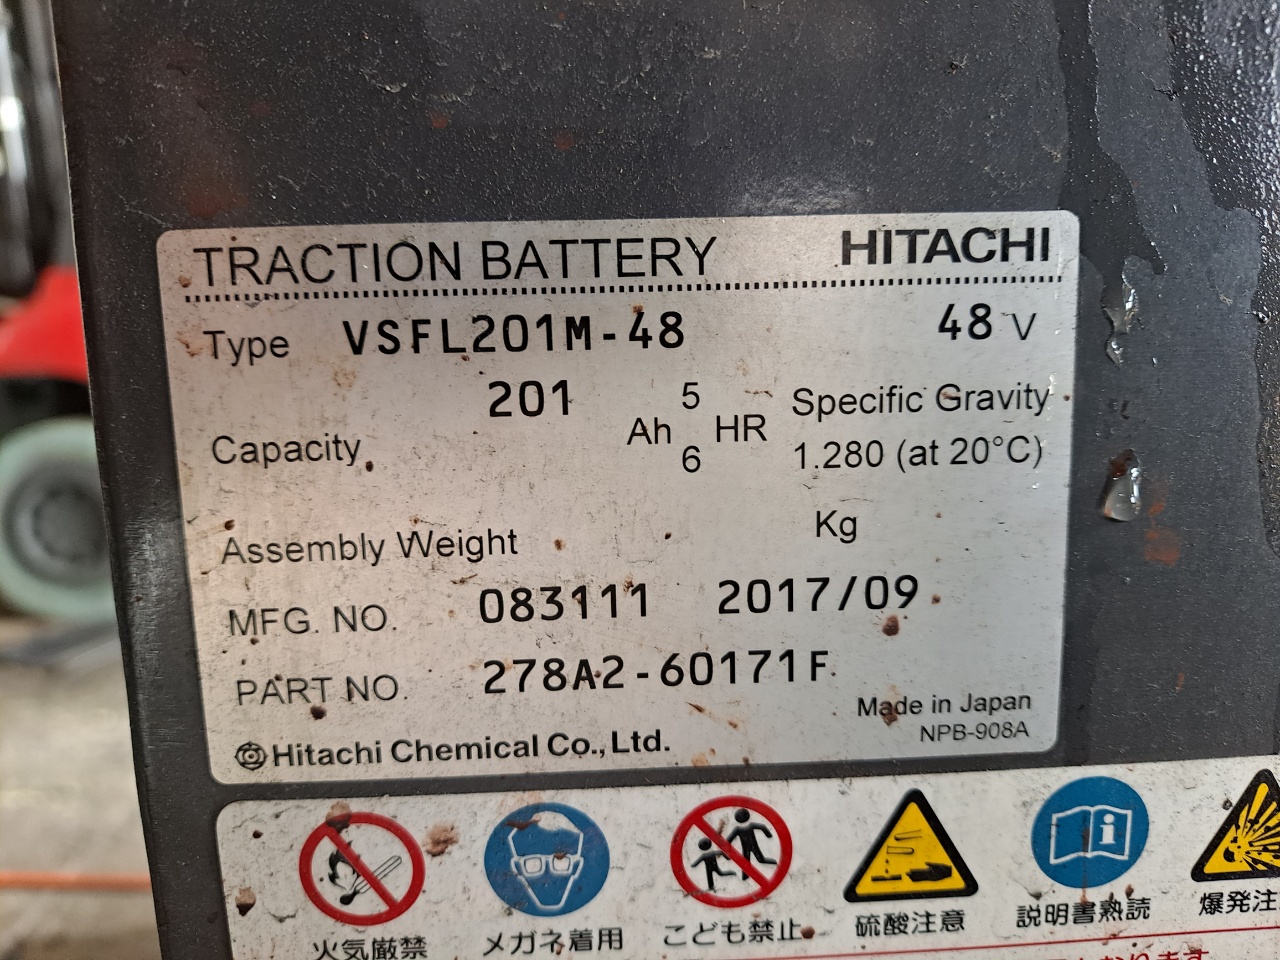 TRACTION BATTERY HITACHI
Type VSFL201M-48 48 V
Capacity 201 Ah 5 6 HR Specific Gravity
1.280 (at 20°C)
Assembly Weight Kg
MFG. NO. 083111 2017/09
PART NO. 278A2-60171F
Made in Japan
NPB-908A
Hitachi Chemical Co., Ltd.
火気厳禁 メガネ着用 こども禁止 硫酸注意 説明書熟読 爆発注